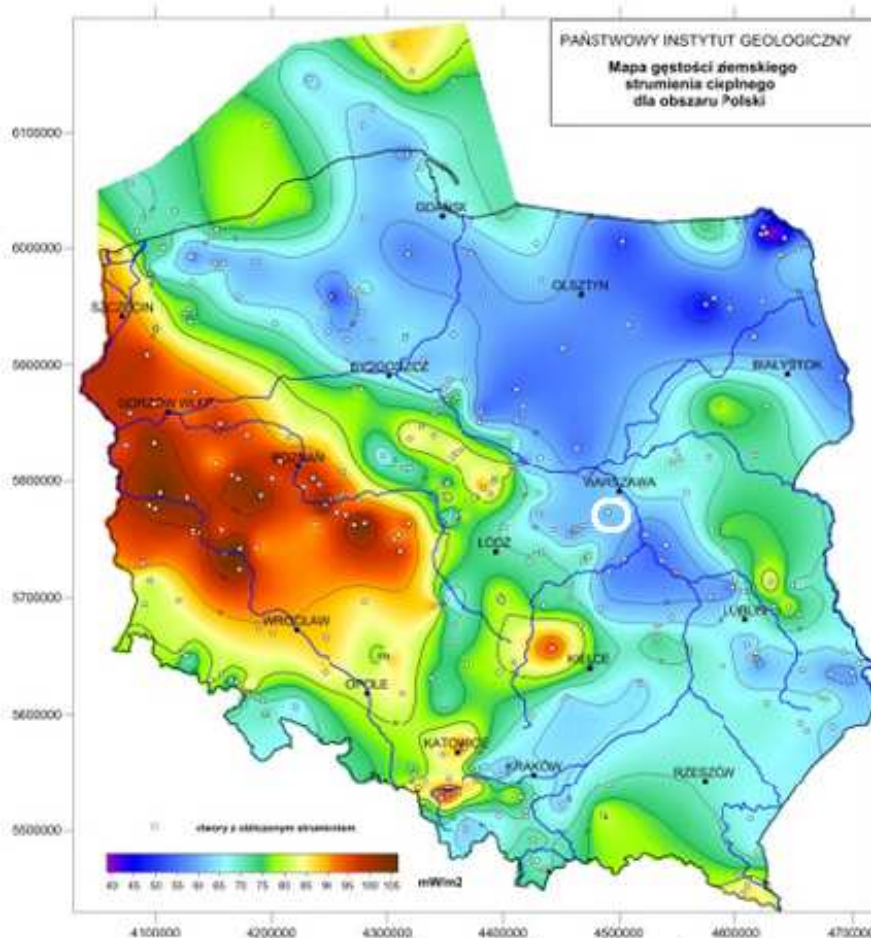 PAŃSTWOWY INSTYTUT GEOLOGICZNY
Mapa gęstości ziemskiego
strumienia cieplnego
dla obszaru Polski
6100000
GDAŃSK
6000000
OLSZTYN
SZCZECIN
5900000
BYDGOSZCZ
BIAŁYSTOK
GORZÓW WLKP
5800000
POZNAŃ
WARSZAWA
ŁÓDŹ
5700000
LUBLIN
WROCŁAW
KIELCE
OPOLE
5600000
KATOWICE
KRAKÓW
RZESZÓW
5500000
otwory z obliczonym strumieniem
40 45 50 55 60 65 70 75 80 85 90 95 100 105
mW/m2
4100000 4200000 4300000 4400000 4500000 4600000 4700000